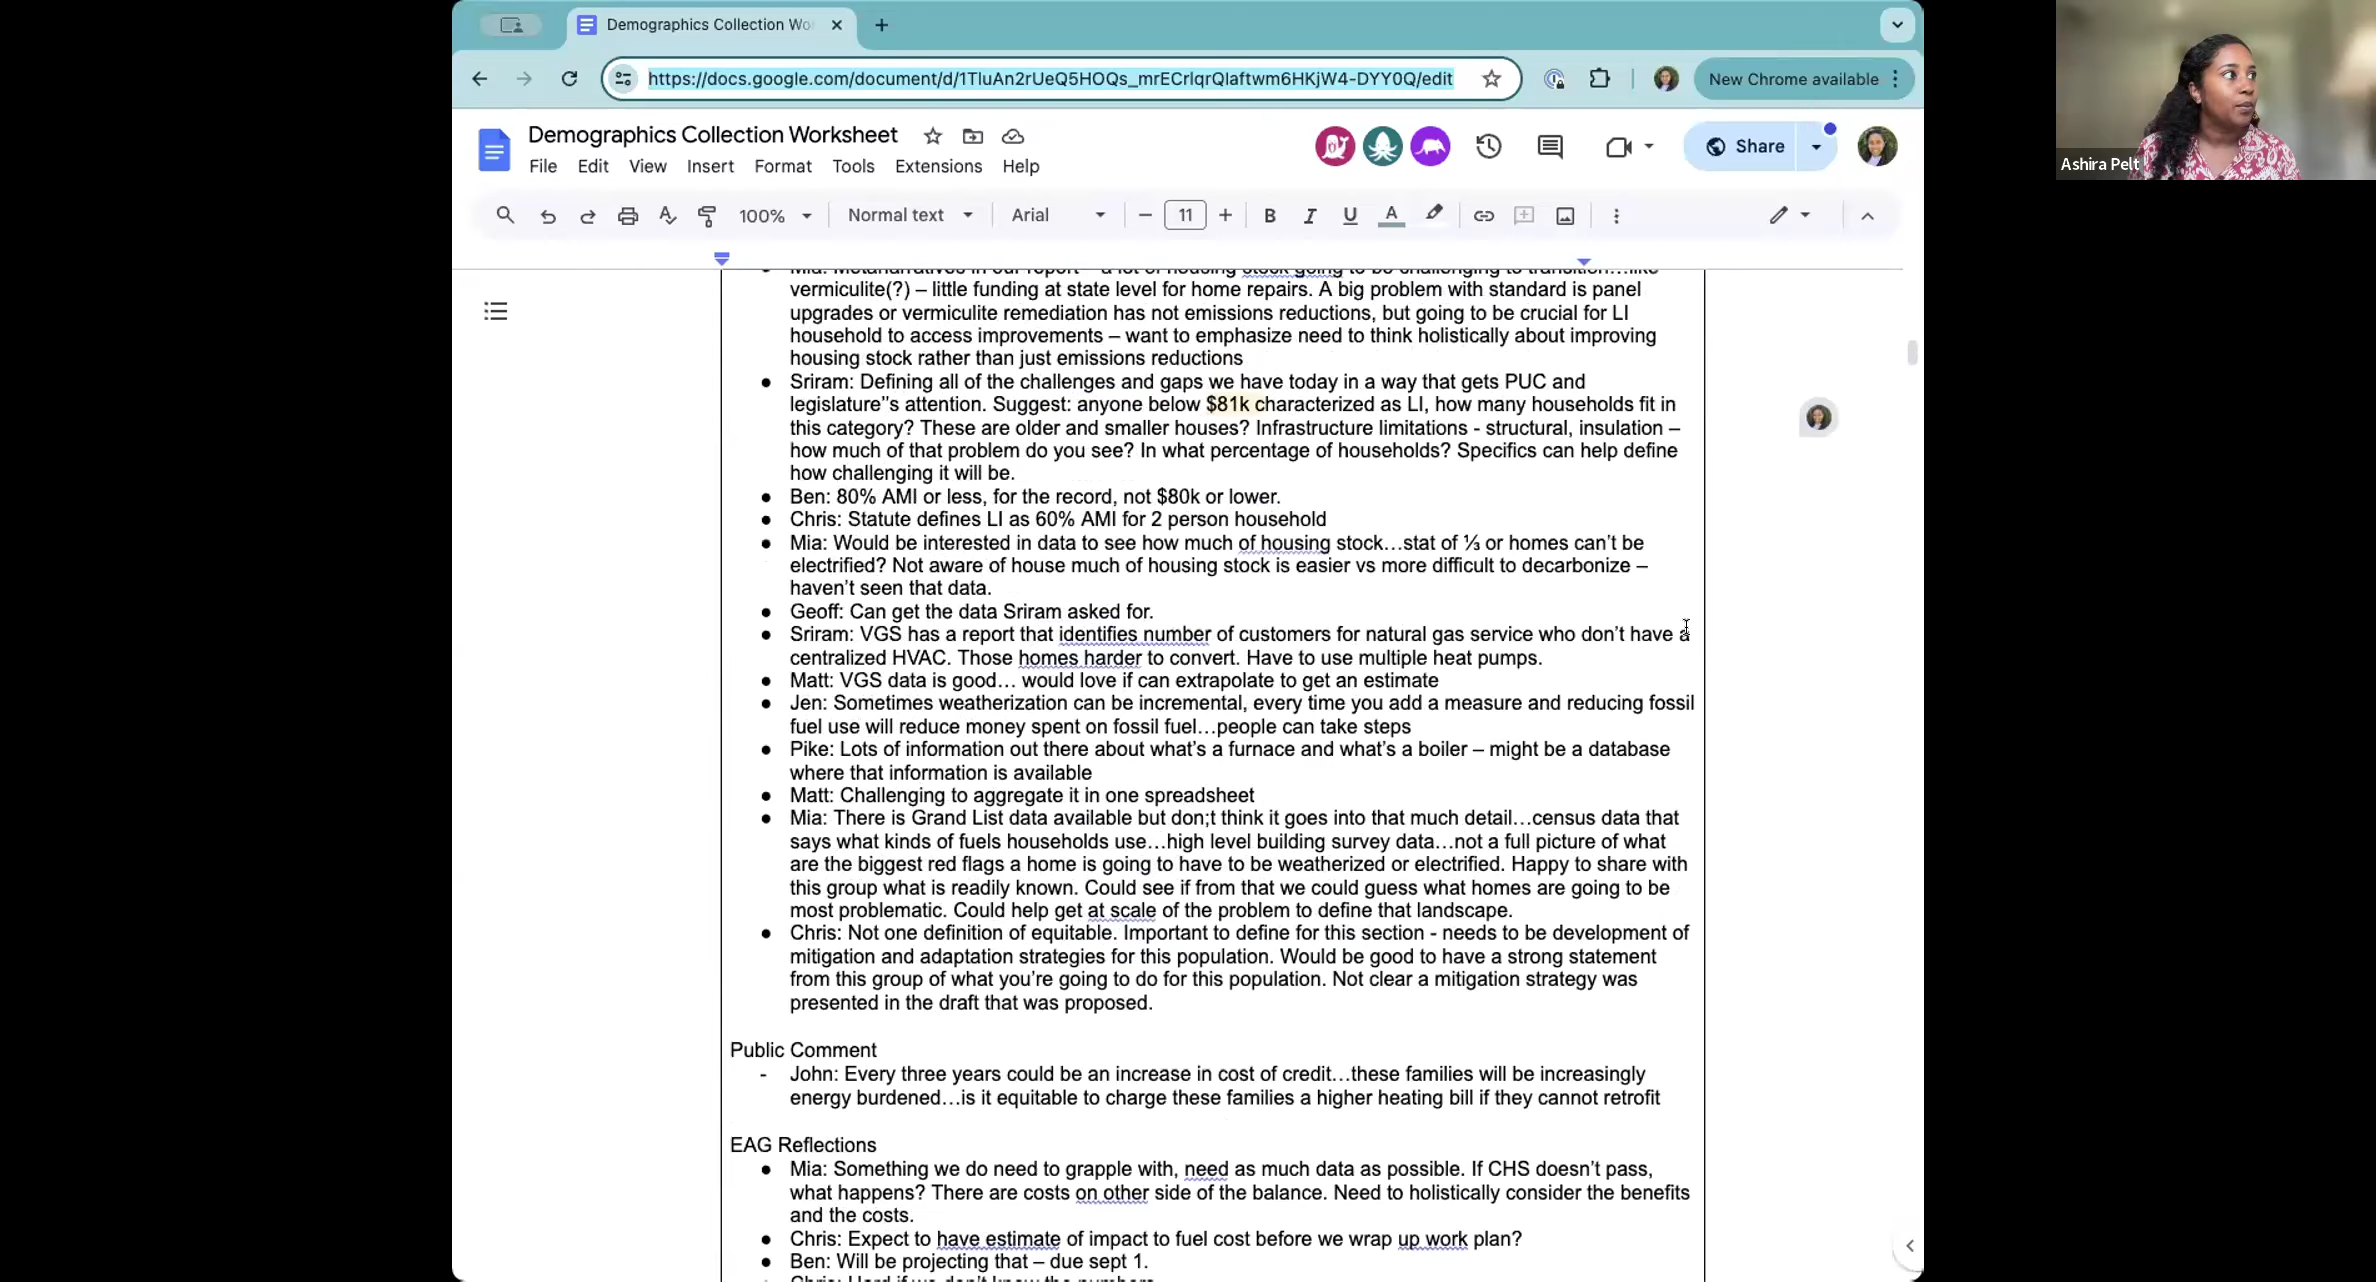 Demographics Collection Wo
https://docs.google.com/document/d/1TluAn2rUeQ5HOQs_mrECrlqrQlaftwm6HKjW4-DYY0Q/edit
New Chrome available
Demographics Collection Worksheet
Share
File Edit View Insert Format Tools Extensions Help
100% Normal text Arial 11 B I U A
Ashira Pelt
Mia: Metanarratives in our report – a lot of housing stock going to be challenging to transition…like
vermiculite(?) – little funding at state level for home repairs. A big problem with standard is panel
upgrades or vermiculite remediation has not emissions reductions, but going to be crucial for LI
household to access improvements – want to emphasize need to think holistically about improving
housing stock rather than just emissions reductions
● Sriram: Defining all of the challenges and gaps we have today in a way that gets PUC and
legislature''s attention. Suggest: anyone below $81k characterized as LI, how many households fit in
this category? These are older and smaller houses? Infrastructure limitations - structural, insulation –
how much of that problem do you see? In what percentage of households? Specifics can help define
how challenging it will be.
● Ben: 80% AMI or less, for the record, not $80k or lower.
● Chris: Statute defines LI as 60% AMI for 2 person household
● Mia: Would be interested in data to see how much of housing stock…stat of ⅓ or homes can't be
electrified? Not aware of house much of housing stock is easier vs more difficult to decarbonize –
haven't seen that data.
● Geoff: Can get the data Sriram asked for.
● Sriram: VGS has a report that identifies number of customers for natural gas service who don't have a
centralized HVAC. Those homes harder to convert. Have to use multiple heat pumps.
● Matt: VGS data is good… would love if can extrapolate to get an estimate
● Jen: Sometimes weatherization can be incremental, every time you add a measure and reducing fossil
fuel use will reduce money spent on fossil fuel…people can take steps
● Pike: Lots of information out there about what's a furnace and what's a boiler – might be a database
where that information is available
● Matt: Challenging to aggregate it in one spreadsheet
● Mia: There is Grand List data available but don;t think it goes into that much detail…census data that
says what kinds of fuels households use…high level building survey data…not a full picture of what
are the biggest red flags a home is going to have to be weatherized or electrified. Happy to share with
this group what is readily known. Could see if from that we could guess what homes are going to be
most problematic. Could help get at scale of the problem to define that landscape.
● Chris: Not one definition of equitable. Important to define for this section - needs to be development of
mitigation and adaptation strategies for this population. Would be good to have a strong statement
from this group of what you're going to do for this population. Not clear a mitigation strategy was
presented in the draft that was proposed.
Public Comment
- John: Every three years could be an increase in cost of credit…these families will be increasingly
energy burdened…is it equitable to charge these families a higher heating bill if they cannot retrofit
EAG Reflections
● Mia: Something we do need to grapple with, need as much data as possible. If CHS doesn't pass,
what happens? There are costs on other side of the balance. Need to holistically consider the benefits
and the costs.
● Chris: Expect to have estimate of impact to fuel cost before we wrap up work plan?
● Ben: Will be projecting that – due sept 1.
Chris: Hard if we don't know the numbers